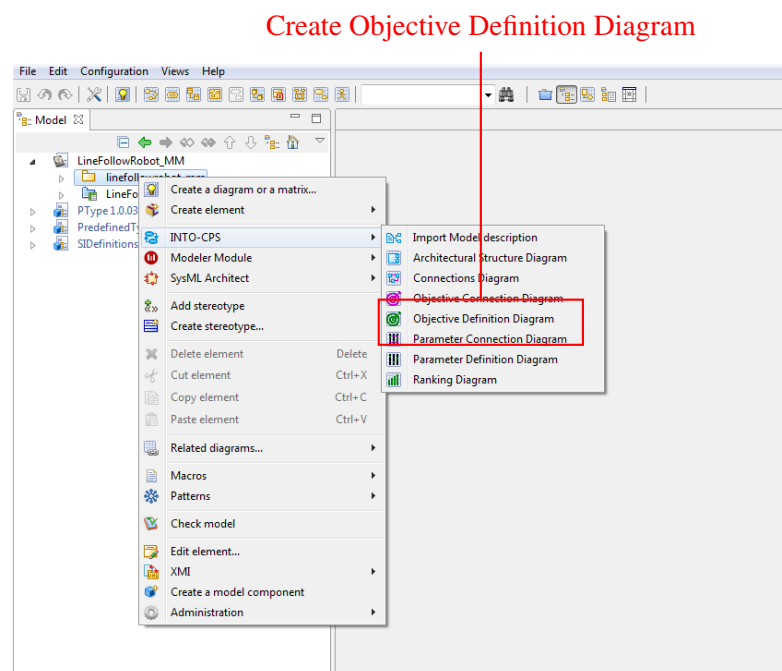 Create Objective Definition Diagram
File Edit Configuration Views Help
Model
LineFollowRobot_MM
linefollowrobot_mm
LineFo
PType 1.0.03
PredefinedTy
SIDefinitions
Create a diagram or a matrix...
Create element
INTO-CPS
Modeler Module
SysML Architect
Add stereotype
Create stereotype...
Delete element Delete
Cut element Ctrl+X
Copy element Ctrl+C
Paste element Ctrl+V
Related diagrams...
Macros
Patterns
Check model
Edit element...
XMI
Create a model component
Administration
Import Model description
Architectural Structure Diagram
Connections Diagram
Objective Connection Diagram
Objective Definition Diagram
Parameter Connection Diagram
Parameter Definition Diagram
Ranking Diagram